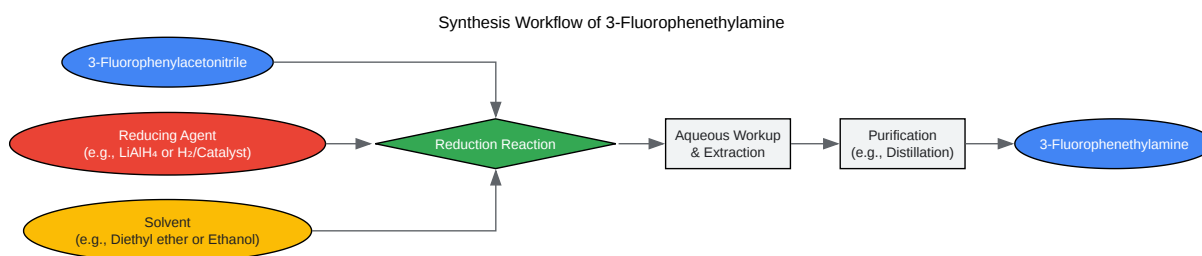 Synthesis Workflow of 3-Fluorophenethylamine
3-Fluorophenylacetonitrile
Reducing Agent
(e.g., LiAlH₄ or H₂/Catalyst)
Solvent
(e.g., Diethyl ether or Ethanol)
Reduction Reaction
Aqueous Workup
& Extraction
Purification
(e.g., Distillation)
3-Fluorophenethylamine